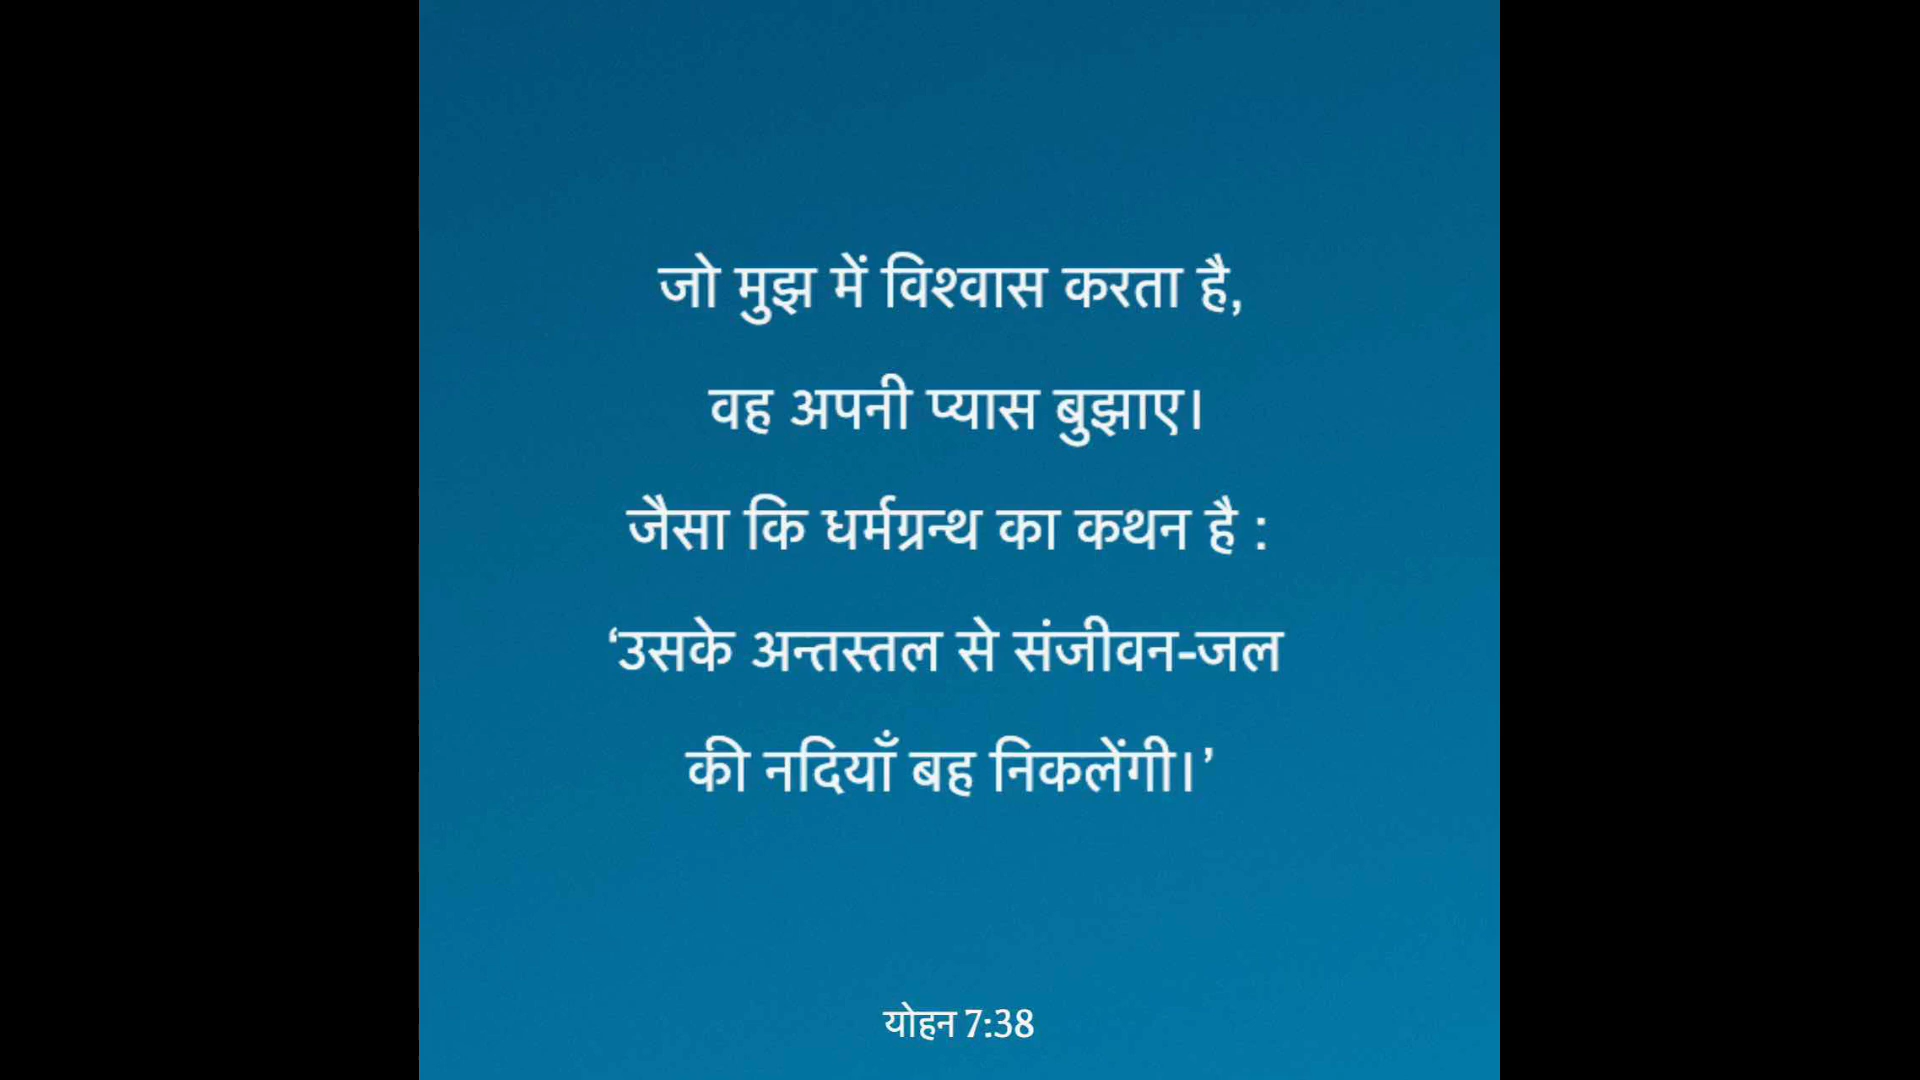 जो मुझ में विश्वास करता है,
वह अपनी प्यास बुझाए।
जैसा कि धर्मग्रन्थ का कथन है :
‘उसके अन्तस्तल से संजीवन-जल
की नदियाँ बह निकलेंगी।’
योहन 7:38